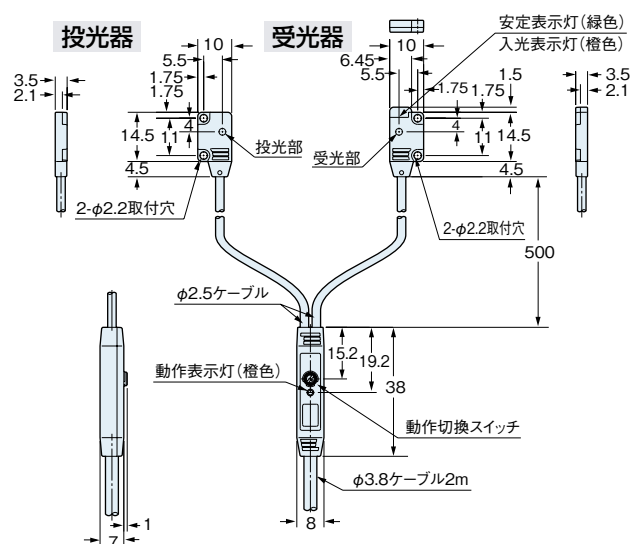 投光器
受光器
10
5.5
1.75
1.75
4
14.5
11
4.5
3.5
2.1
投光部
2-φ2.2取付穴
10
6.45
5.5
安定表示灯(緑色)
入光表示灯(橙色)
1.5
1.75
4
11
14.5
4.5
3.5
2.1
受光部
2-φ2.2取付穴
500
φ2.5ケーブル
15.2
19.2
38
動作表示灯(橙色)
動作切換スイッチ
φ3.8ケーブル2m
1
7
8